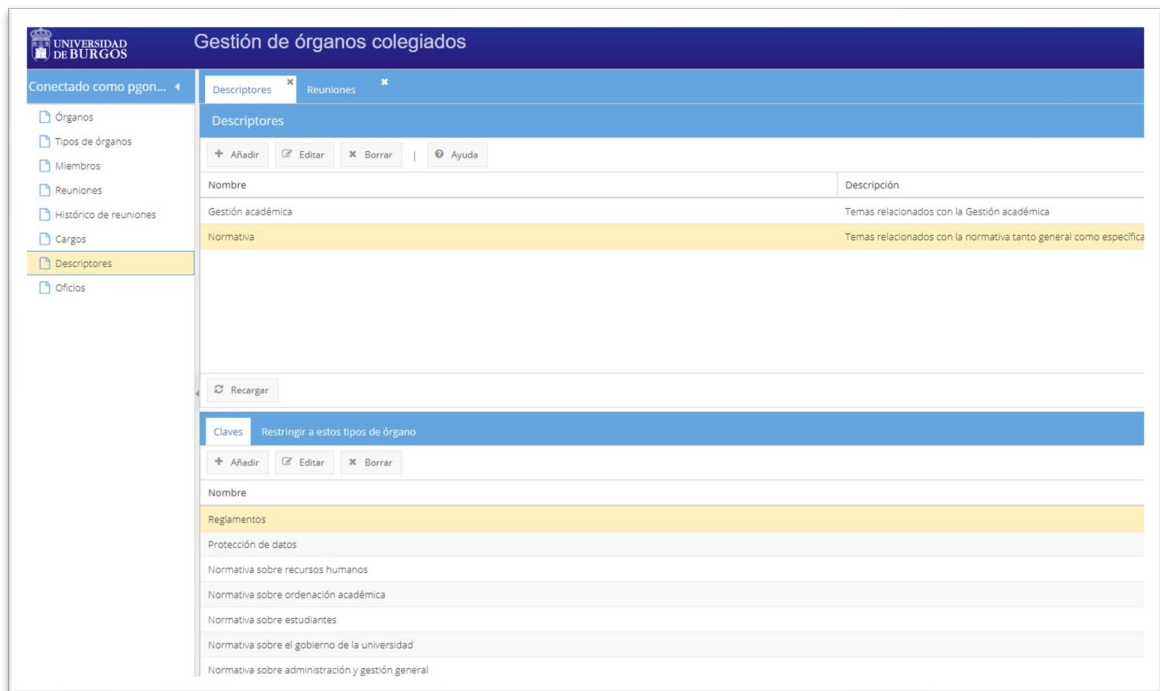 UNIVERSIDAD
DE BURGOS
Gestión de órganos colegiados
Conectado como pgon...
Órganos
Tipos de órganos
Miembros
Reuniones
Histórico de reuniones
Cargos
Descriptores
Oficios
Descriptores Reuniones
Descriptores
Añadir Editar Borrar | Ayuda
Nombre Descripción
Gestión académica Temas relacionados con la Gestión académica
Normativa Temas relacionados con la normativa tanto general como específica
Recargar
Claves Restringir a estos tipos de órgano
Añadir Editar Borrar
Nombre
Reglamentos
Protección de datos
Normativa sobre recursos humanos
Normativa sobre ordenación académica
Normativa sobre estudiantes
Normativa sobre el gobierno de la universidad
Normativa sobre administración y gestión general